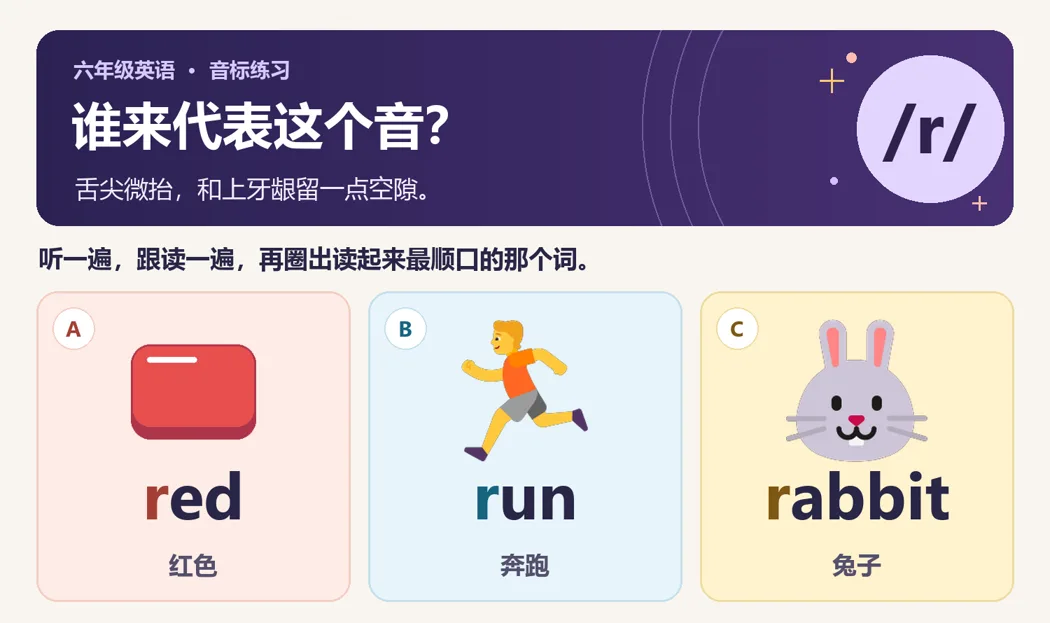 六年级英语 · 音标练习
谁来代表这个音?
舌尖微抬，和上牙龈留一点空隙。
/r/
听一遍，跟读一遍，再圈出读起来最顺口的那个词。
A
red
红色
B
run
奔跑
C
rabbit
兔子